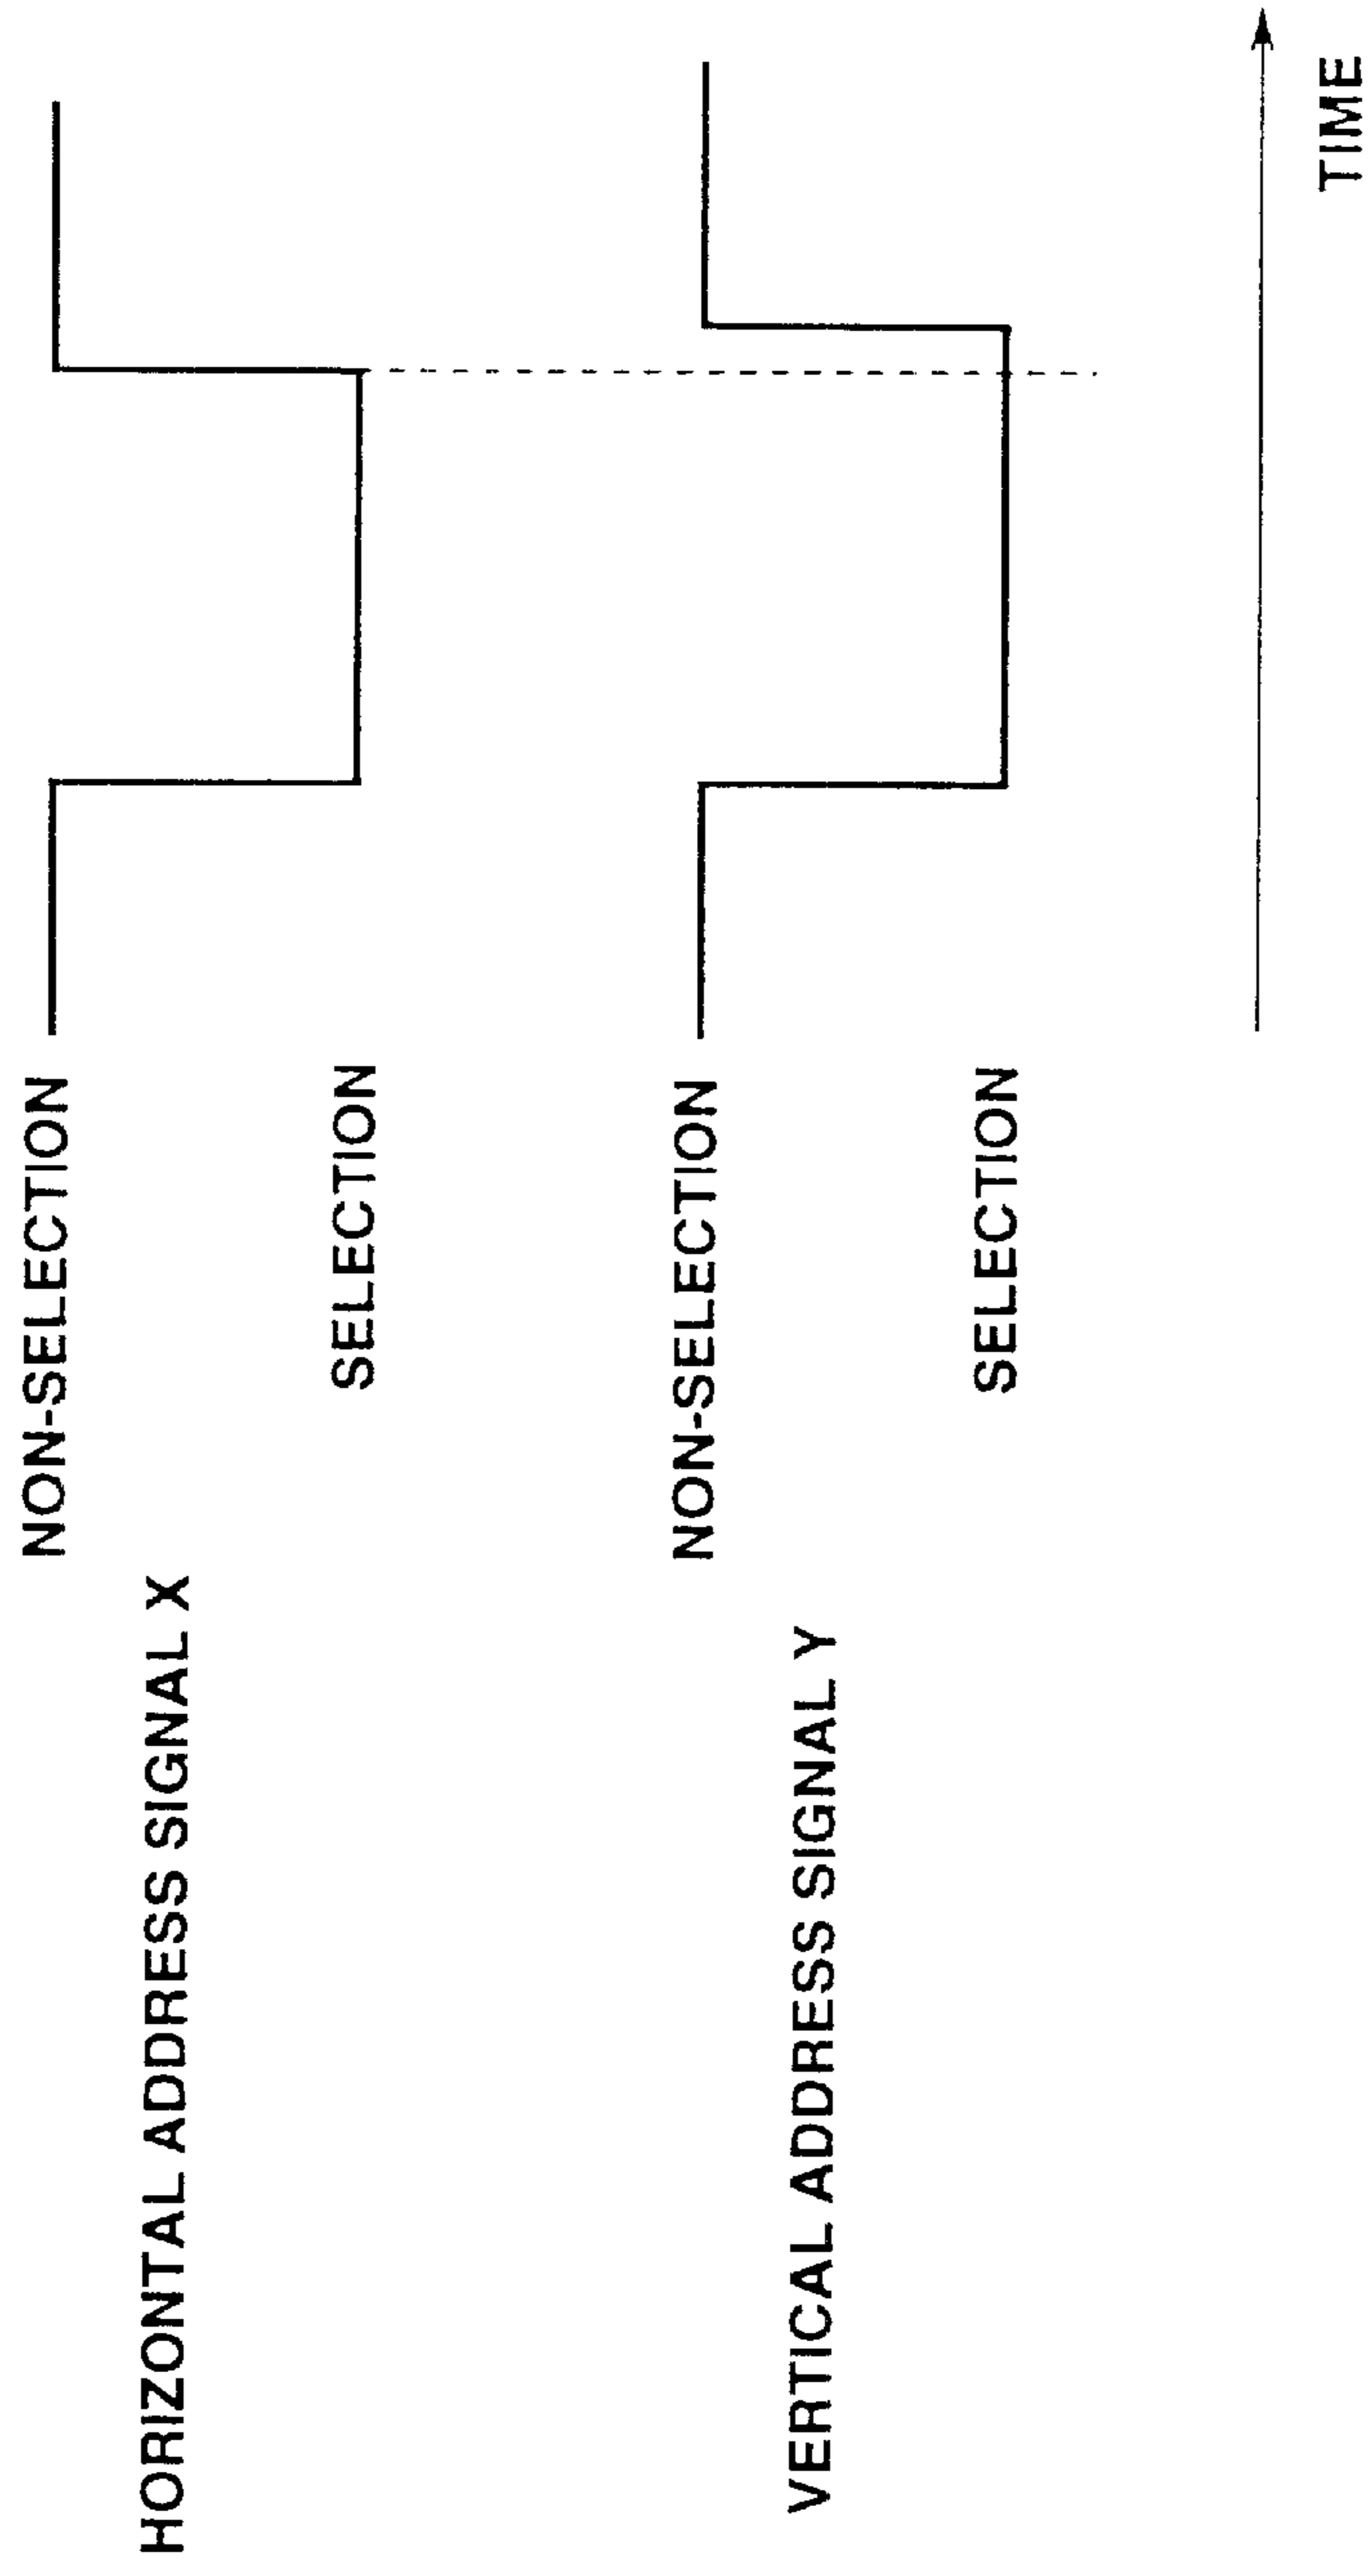 NON-SELECTION
HORIZONTAL ADDRESS SIGNAL X
SELECTION
NON-SELECTION
VERTICAL ADDRESS SIGNAL Y
SELECTION
TIME